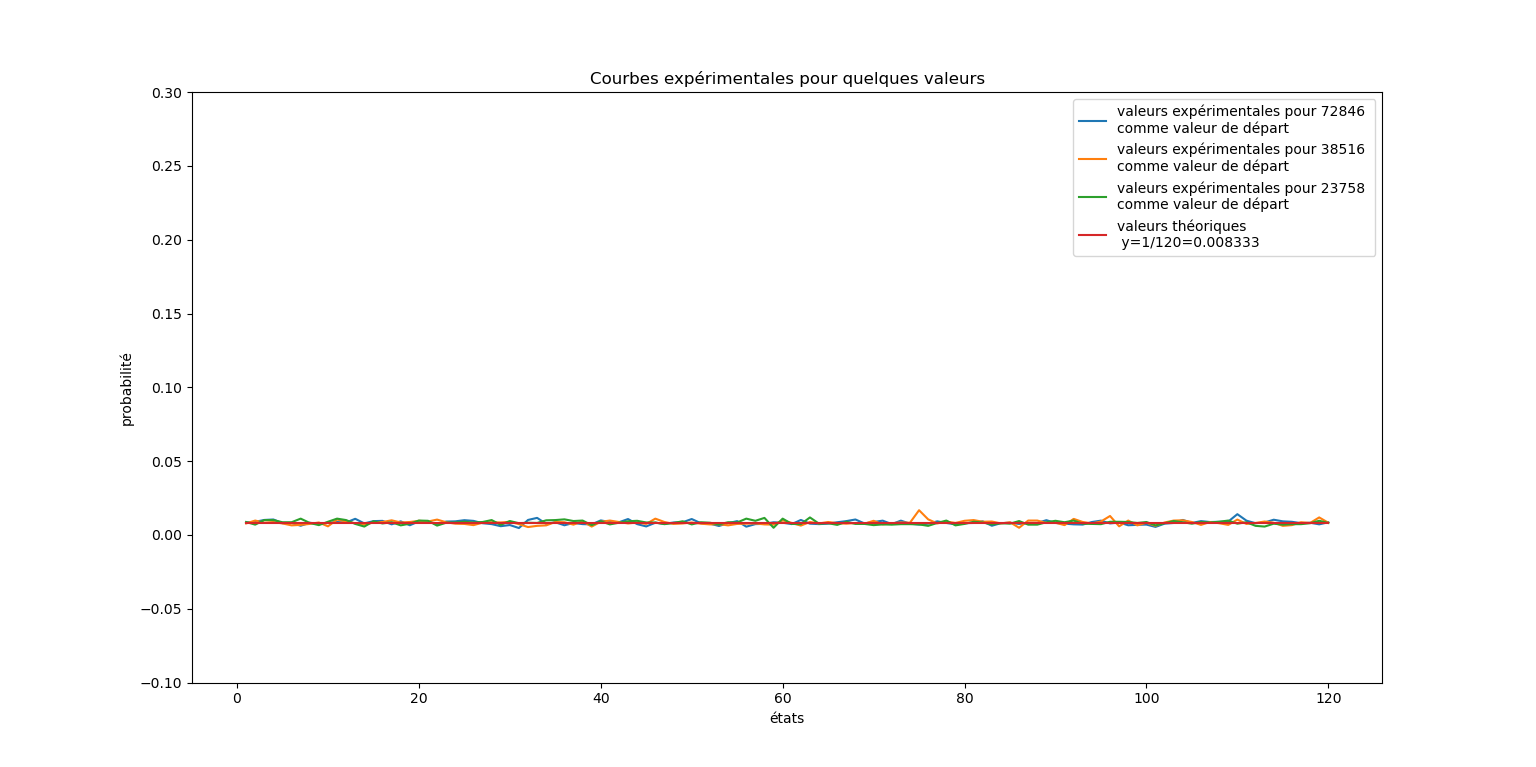 Courbes expérimentales pour quelques valeurs
0.30
0.25
0.20
0.15
0.10
0.05
0.00
−0.05
−0.10
probabilité
0
20
40
60
80
100
120
états
valeurs expérimentales pour 72846
comme valeur de départ
valeurs expérimentales pour 38516
comme valeur de départ
valeurs expérimentales pour 23758
comme valeur de départ
valeurs théoriques
y=1/120=0.008333